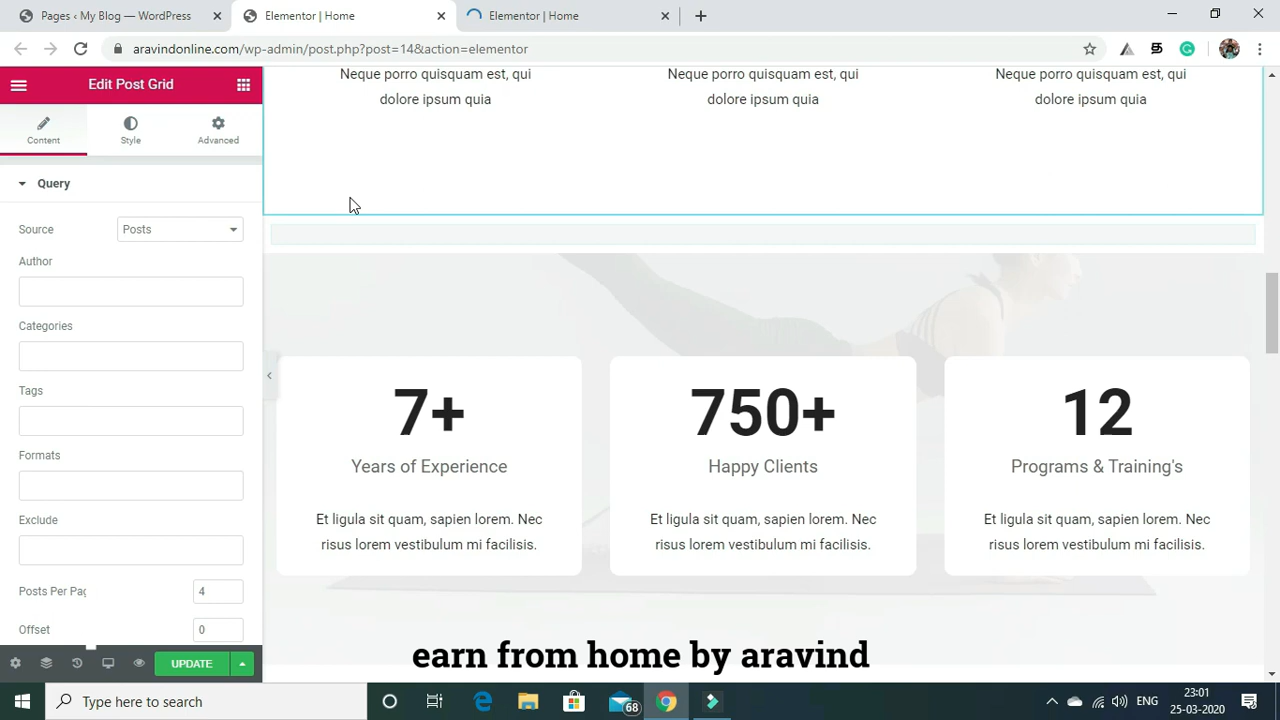 Pages ‹ My Blog — WordPress
Elementor | Home
Elementor | Home
aravindonline.com/wp-admin/post.php?post=14&action=elementor
Edit Post Grid
Content
Style
Advanced
Query
Source
Posts
Author
Categories
Tags
Formats
Exclude
Posts Per Pag
4
Offset
0
UPDATE
Neque porro quisquam est, qui
dolore ipsum quia
Neque porro quisquam est, qui
dolore ipsum quia
Neque porro quisquam est, qui
dolore ipsum quia
7+
Years of Experience
Et ligula sit quam, sapien lorem. Nec
risus lorem vestibulum mi facilisis.
750+
Happy Clients
Et ligula sit quam, sapien lorem. Nec
risus lorem vestibulum mi facilisis.
12
Programs & Training's
Et ligula sit quam, sapien lorem. Nec
risus lorem vestibulum mi facilisis.
earn from home by aravind
Type here to search
68
ENG
23:01
25-03-2020